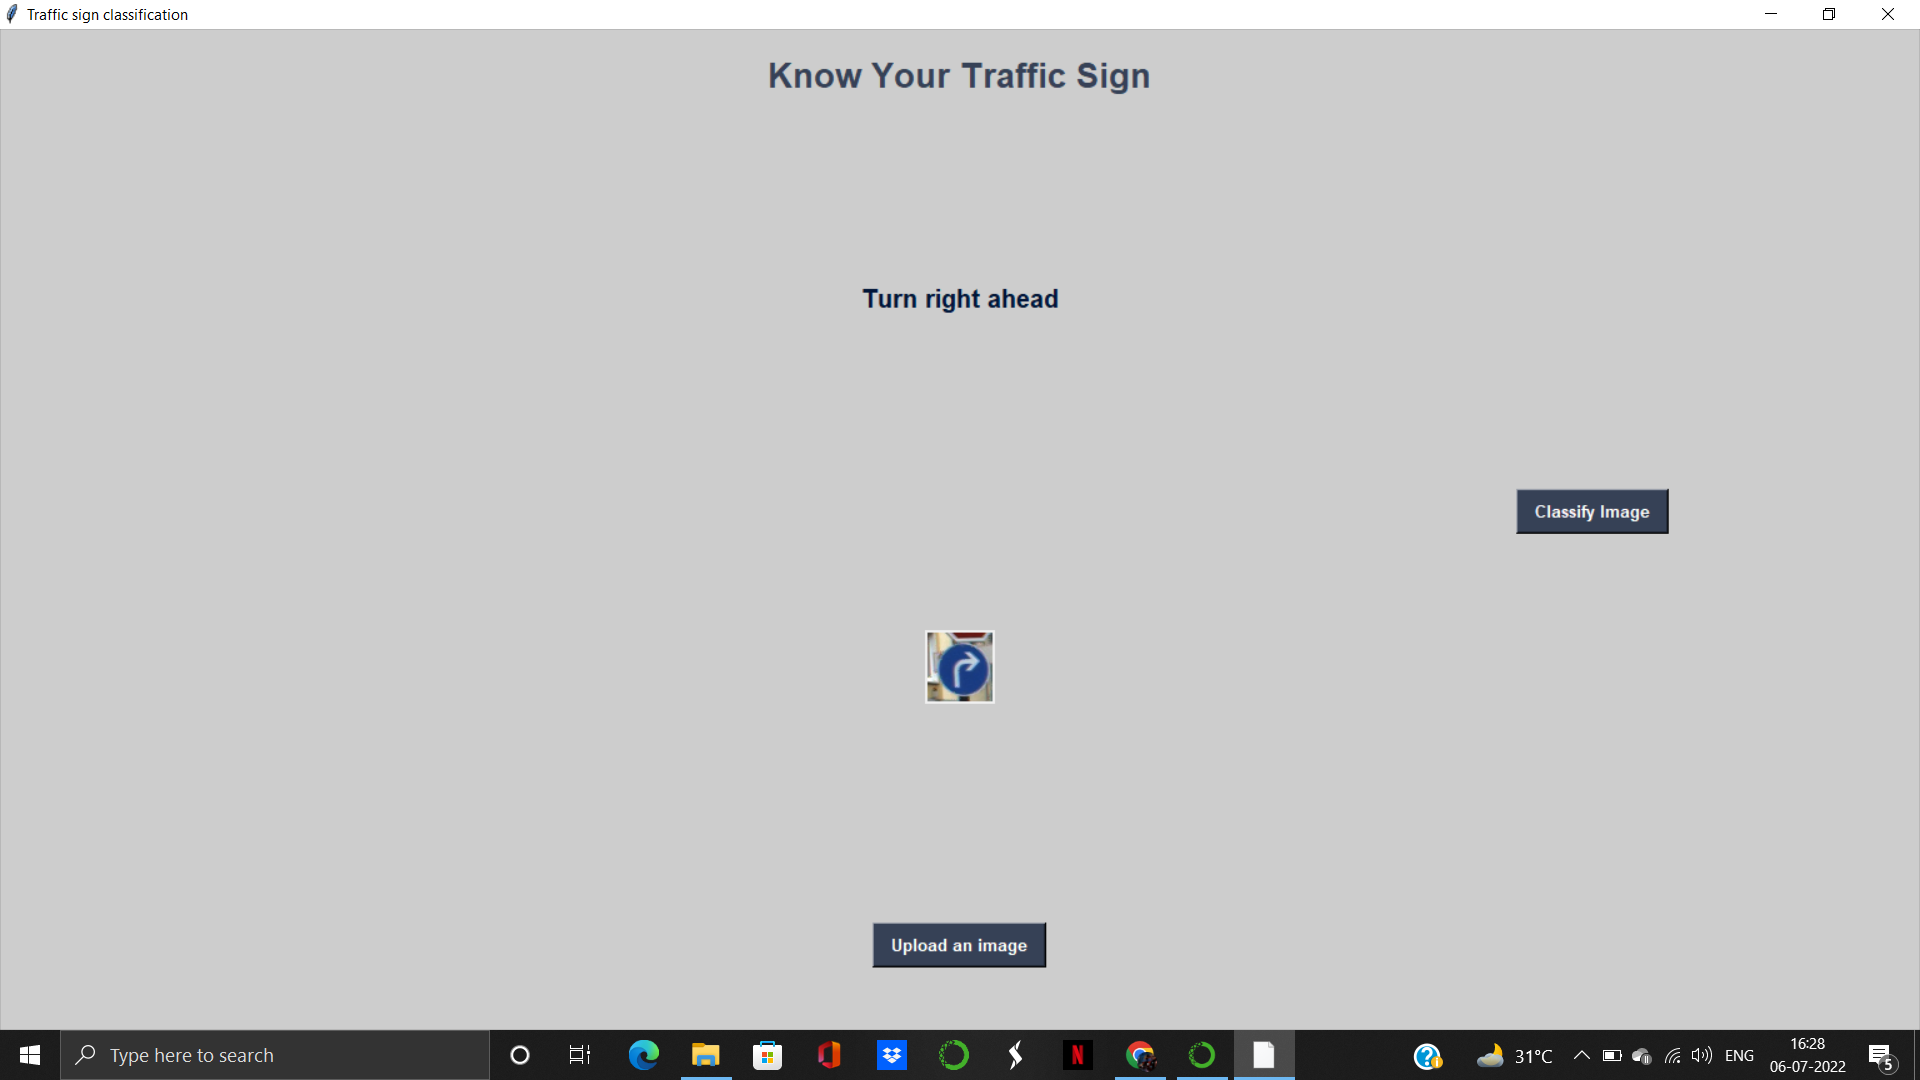 Traffic sign classification
Know Your Traffic Sign
Turn right ahead
Classify Image
Upload an image
Type here to search
31°C
ENG
16:28
06-07-2022
5